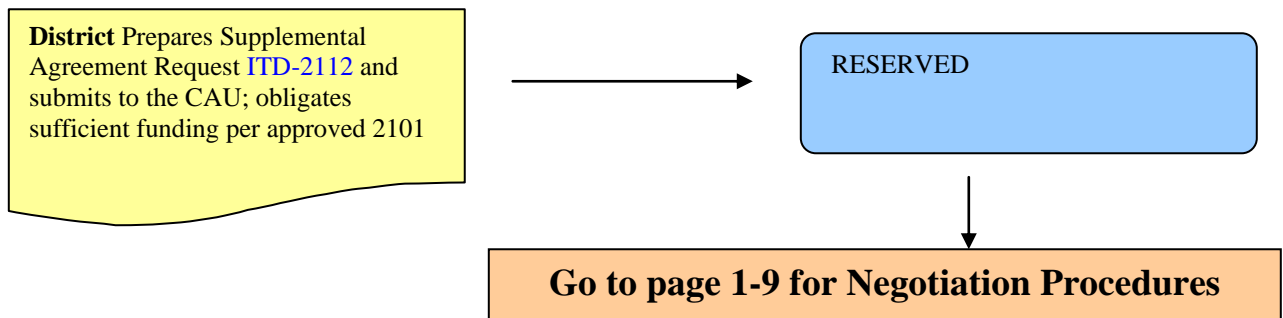 District Prepares Supplemental
Agreement Request ITD-2112 and
submits to the CAU; obligates
sufficient funding per approved 2101
RESERVED
Go to page 1-9 for Negotiation Procedures